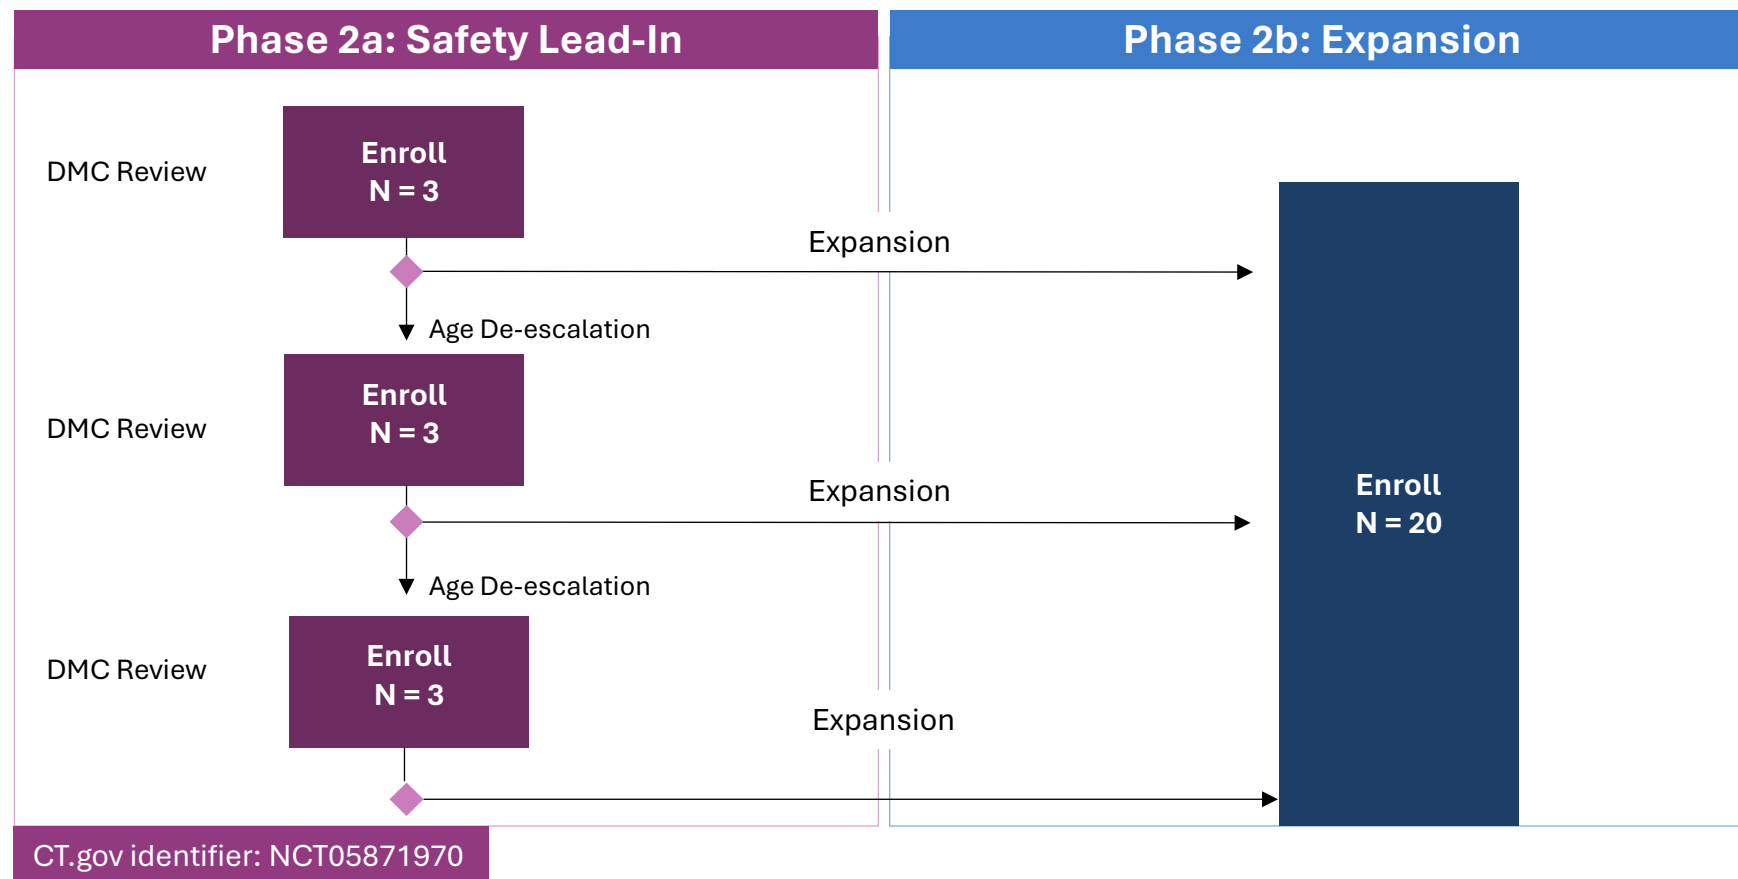 Phase 2a: Safety Lead-In
Phase 2b: Expansion
DMC Review
Enroll
N = 3
Expansion
Age De-escalation
DMC Review
Enroll
N = 3
Expansion
Age De-escalation
DMC Review
Enroll
N = 3
Expansion
Enroll
N = 20
CT.gov identifier: NCT05871970